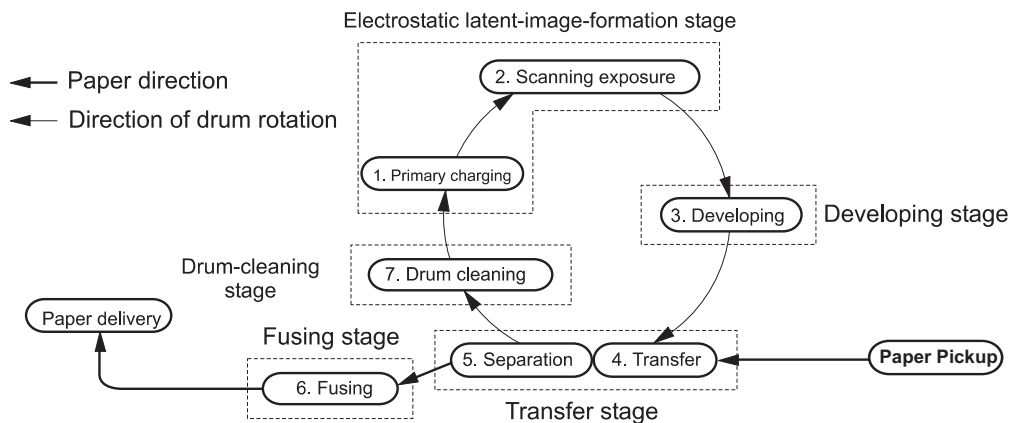 Electrostatic latent-image-formation stage
Paper direction
2. Scanning exposure
Direction of drum rotation
1. Primary charging
3. Developing
Developing stage
Drum-cleaning
stage
7. Drum cleaning
Paper delivery
Fusing stage
5. Separation
4. Transfer
Paper Pickup
6. Fusing
Transfer stage